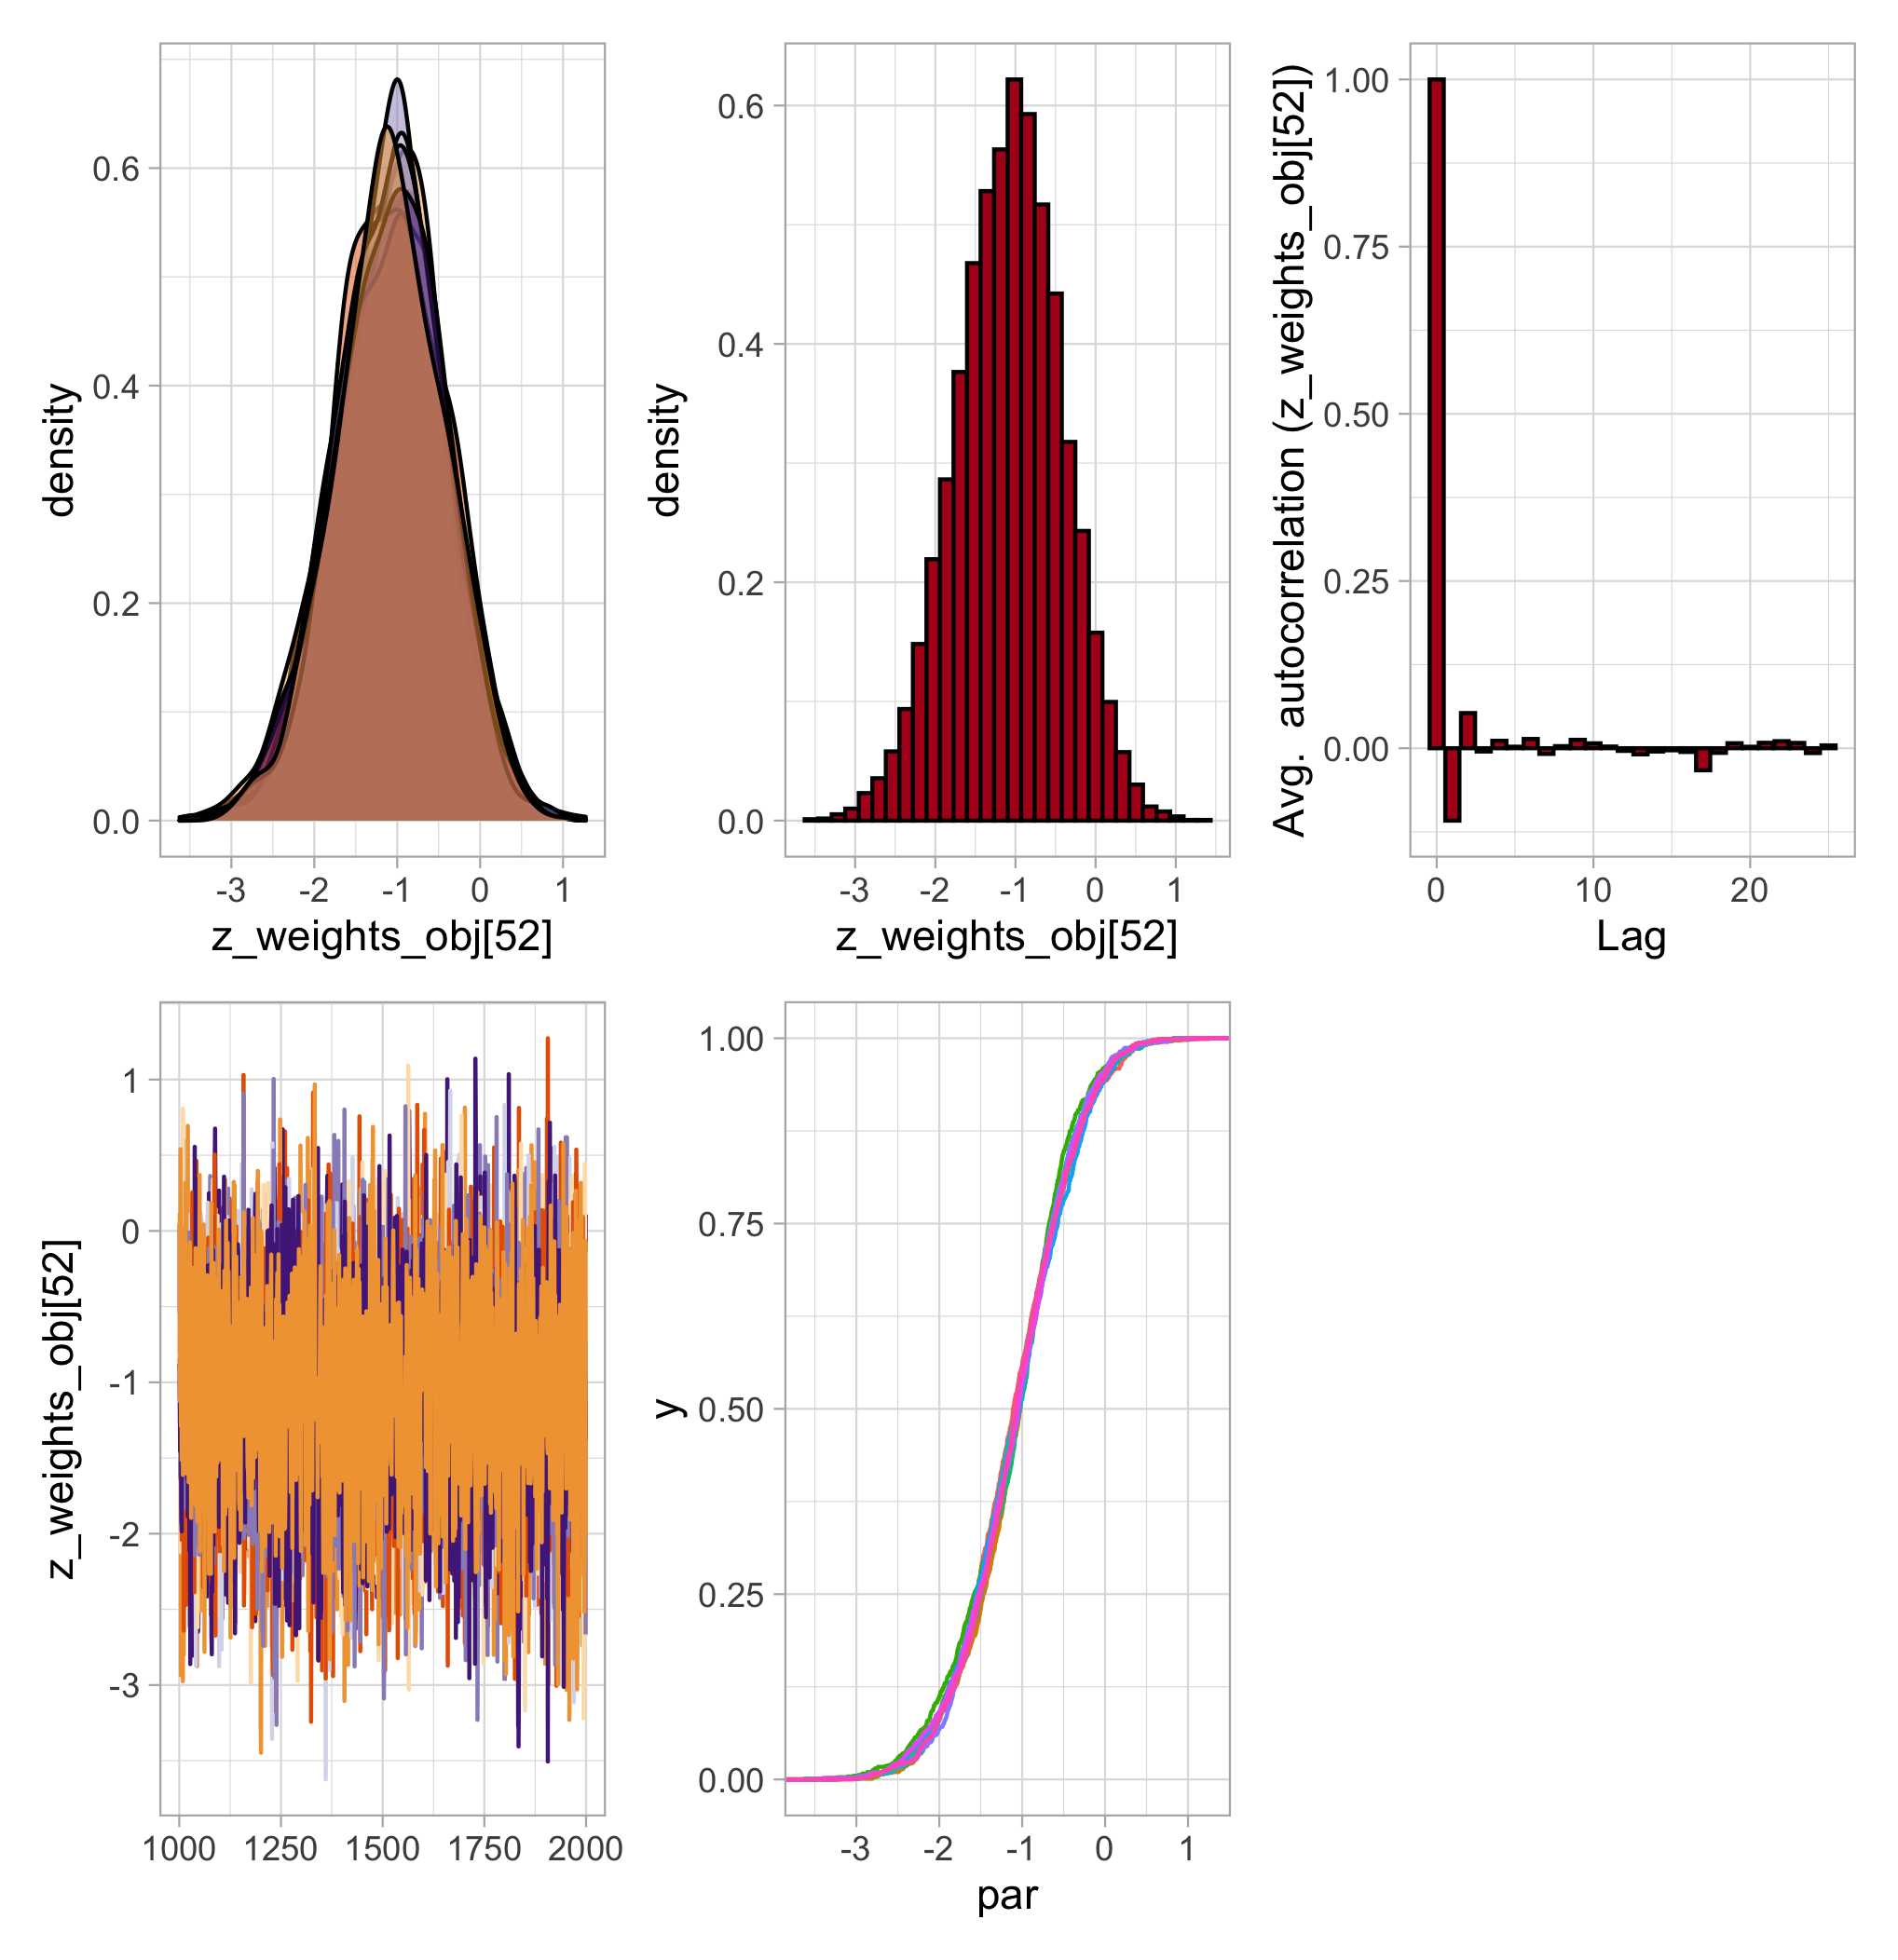 density
0.6
0.4
0.2
0.0
-3 -2 -1 0 1
z_weights_obj[52]
density
0.6
0.4
0.2
0.0
-3 -2 -1 0 1
z_weights_obj[52]
Avg. autocorrelation (z_weights_obj[52])
1.00
0.75
0.50
0.25
0.00
0 10 20
Lag
z_weights_obj[52]
1
0
-1
-2
-3
1000 1250 1500 1750 2000
y
1.00
0.75
0.50
0.25
0.00
-3 -2 -1 0 1
par